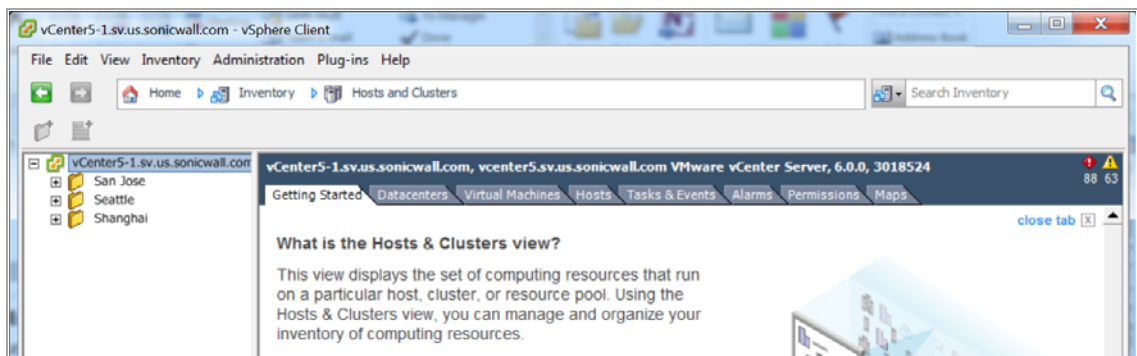 vCenter5-1.sv.us.sonicwall.com - vSphere Client
File Edit View Inventory Administration Plug-ins Help
Home Inventory Hosts and Clusters Search Inventory
vCenter5-1.sv.us.sonicwall.com
San Jose
Seattle
Shanghai
vCenter5-1.sv.us.sonicwall.com, vcenter5.sv.us.sonicwall.com VMware vCenter Server, 6.0.0, 3018524
88 63
Getting Started Datacenters Virtual Machines Hosts Tasks & Events Alarms Permissions Maps
close tab
What is the Hosts & Clusters view?
This view displays the set of computing resources that run
on a particular host, cluster, or resource pool. Using the
Hosts & Clusters view, you can manage and organize your
inventory of computing resources.